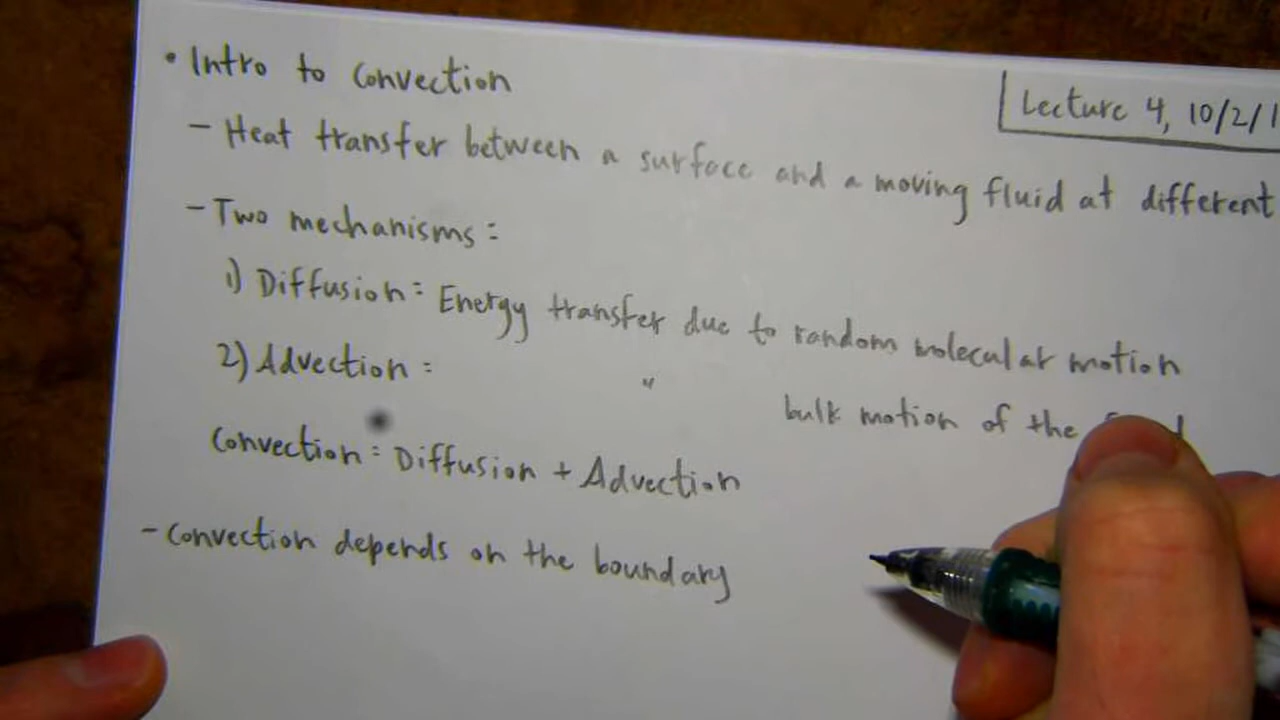 • Intro to Convection
Lecture 4, 10/2/1
- Heat transfer between a surface and a moving fluid at different
- Two mechanisms:
1) Diffusion: Energy transfer due to random molecular motion
2) Advection: " bulk motion of the
Convection: Diffusion + Advection
- Convection depends on the boundary